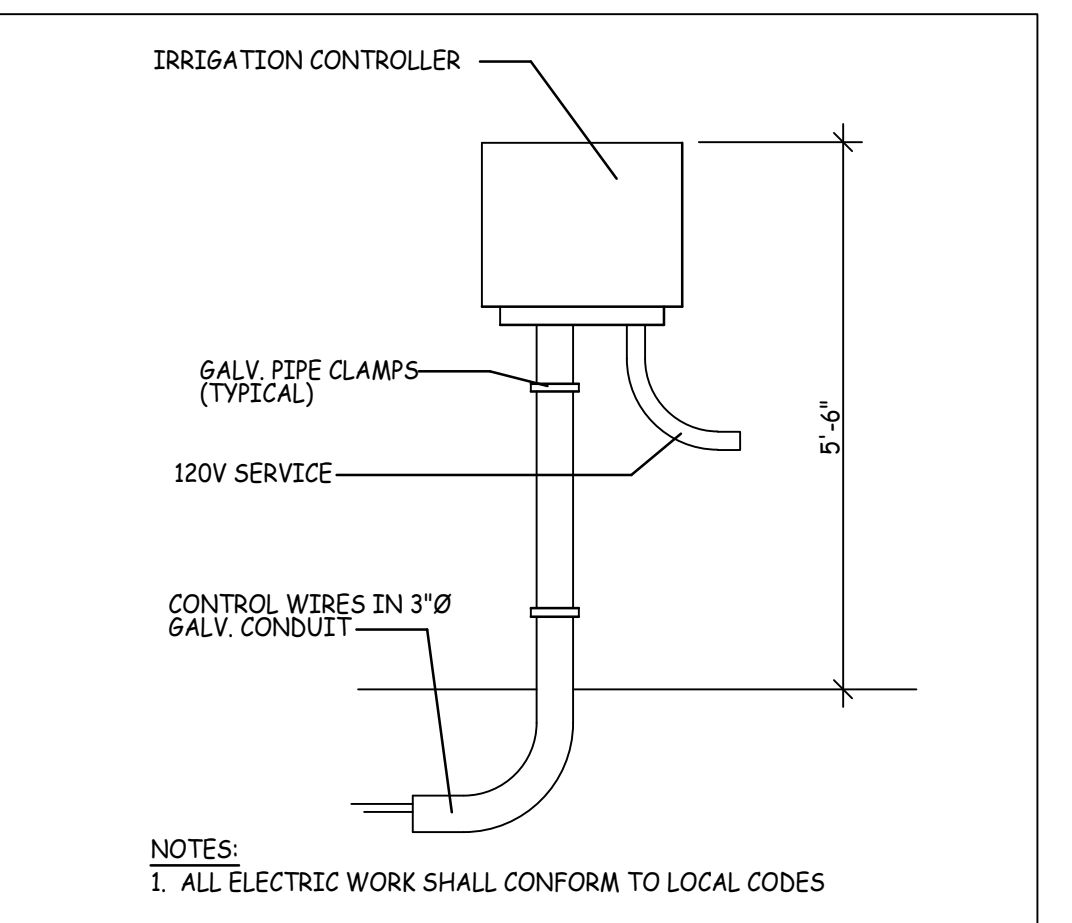 IRRIGATION CONTROLLER
GALV. PIPE CLAMPS
(TYPICAL)
120V SERVICE
5'-6"
CONTROL WIRES IN 3"Ø
GALV. CONDUIT
NOTES:
1. ALL ELECTRIC WORK SHALL CONFORM TO LOCAL CODES